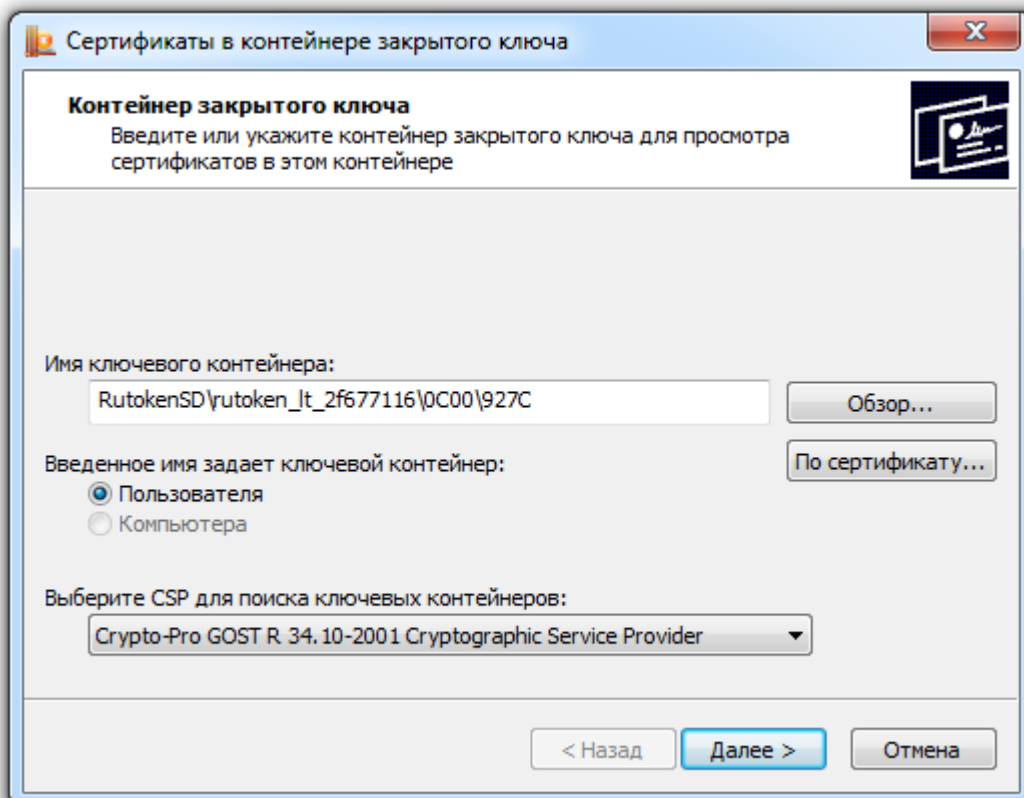 Сертификаты в контейнере закрытого ключа
Контейнер закрытого ключа
Введите или укажите контейнер закрытого ключа для просмотра
сертификатов в этом контейнере
Имя ключевого контейнера:
RutokenSD\rutoken_lt_2f677116\0C00\927C
Обзор...
По сертификату...
Введенное имя задает ключевой контейнер:
Пользователя
Компьютера
Выберите CSP для поиска ключевых контейнеров:
Crypto-Pro GOST R 34.10-2001 Cryptographic Service Provider
< Назад
Далее >
Отмена